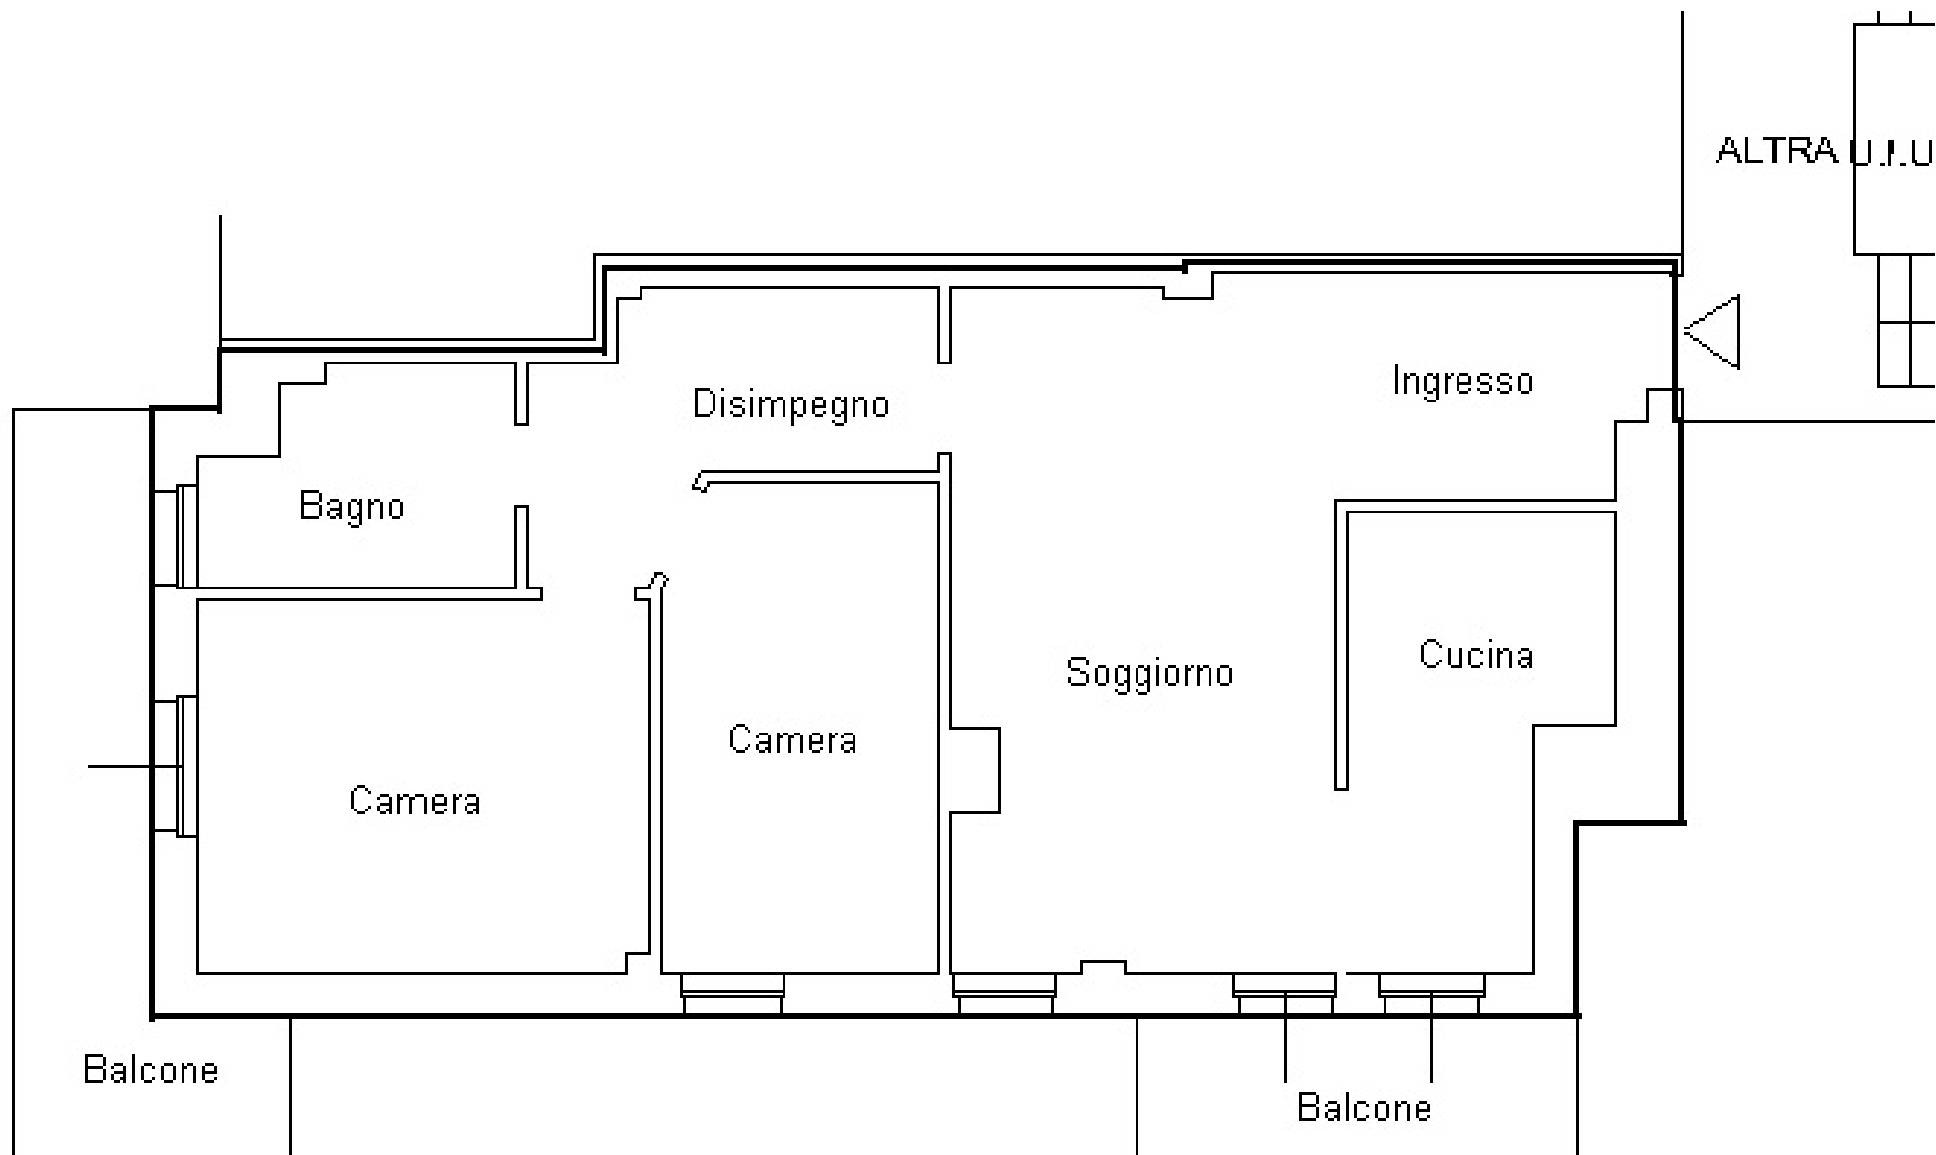 ALTRA U.I.U
Ingresso
Disimpegno
Bagno
Cucina
Soggiorno
Camera
Camera
Balcone
Balcone